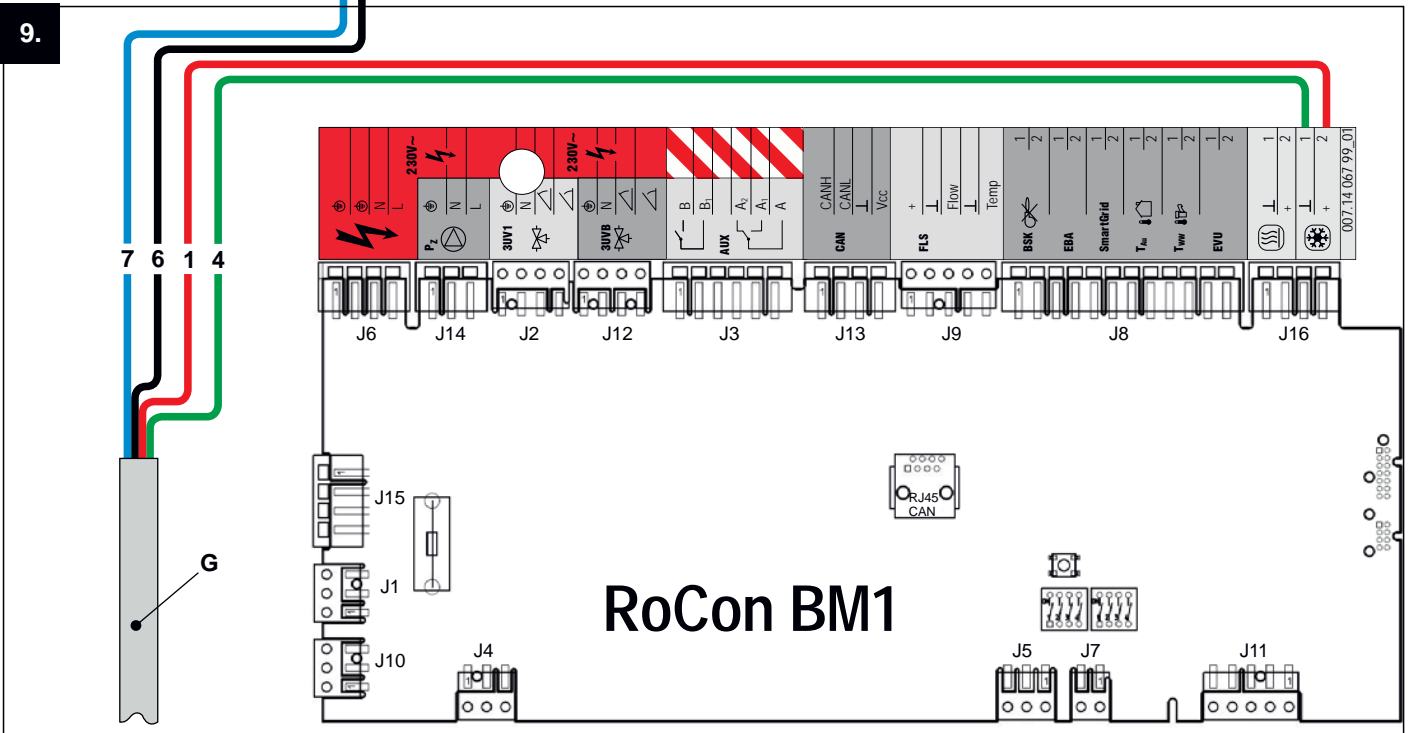 9.
7 6 1 4
230V~ 230V~
N L
PZ N L
3UV1 N
3UVB N
AUX B B1 A2 A1 A
CAN CANH CANL ⊥ Vcc
FLS + ⊥ Flow ⊥ Temp
BSK 1 2
EBA
SmartGrid 1 2
TAu 1 2
TWW 1 2
EVU 1 2
1 2 ⊥ +
1 2 ⊥ +
007.14 067 99_01
J6 J14 J2 J12 J3 J13 J9 J8 J16
J15
RJ45
CAN
G
J1
RoCon BM1
J10
J4 J5 J7 J11